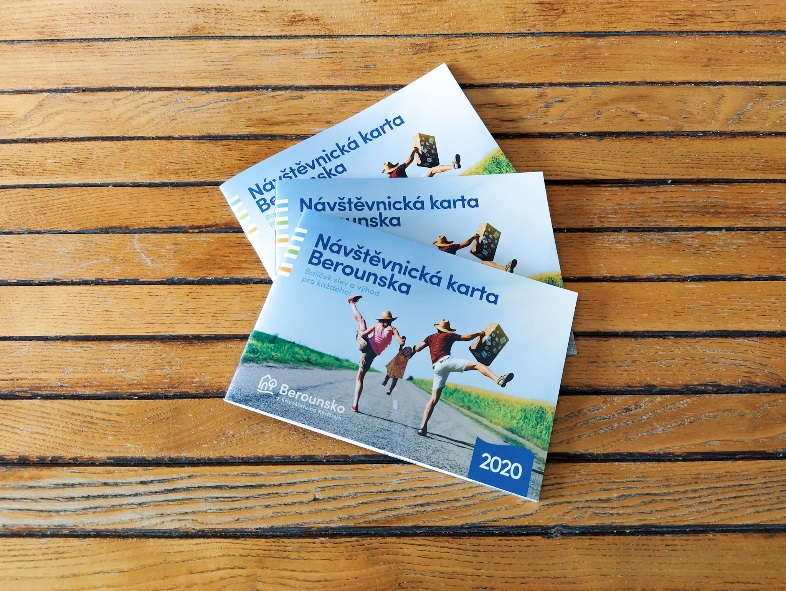 Návštěvnická karta
Berounska
Návštěvnická karta
Berounska
Návštěvnická karta
Berounska
Balíček slev a výhod
pro každého!
Berounsko
2020